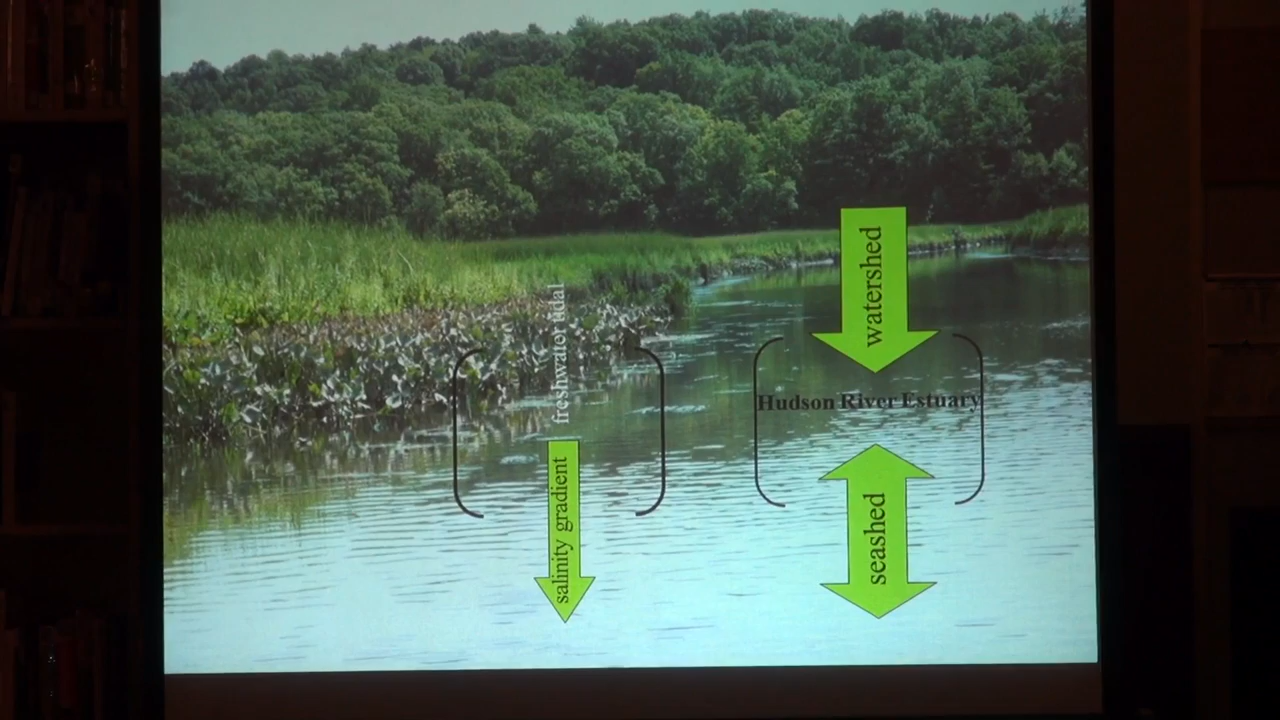 freshwater tidal
salinity gradient
watershed
Hudson River Estuary
seashed